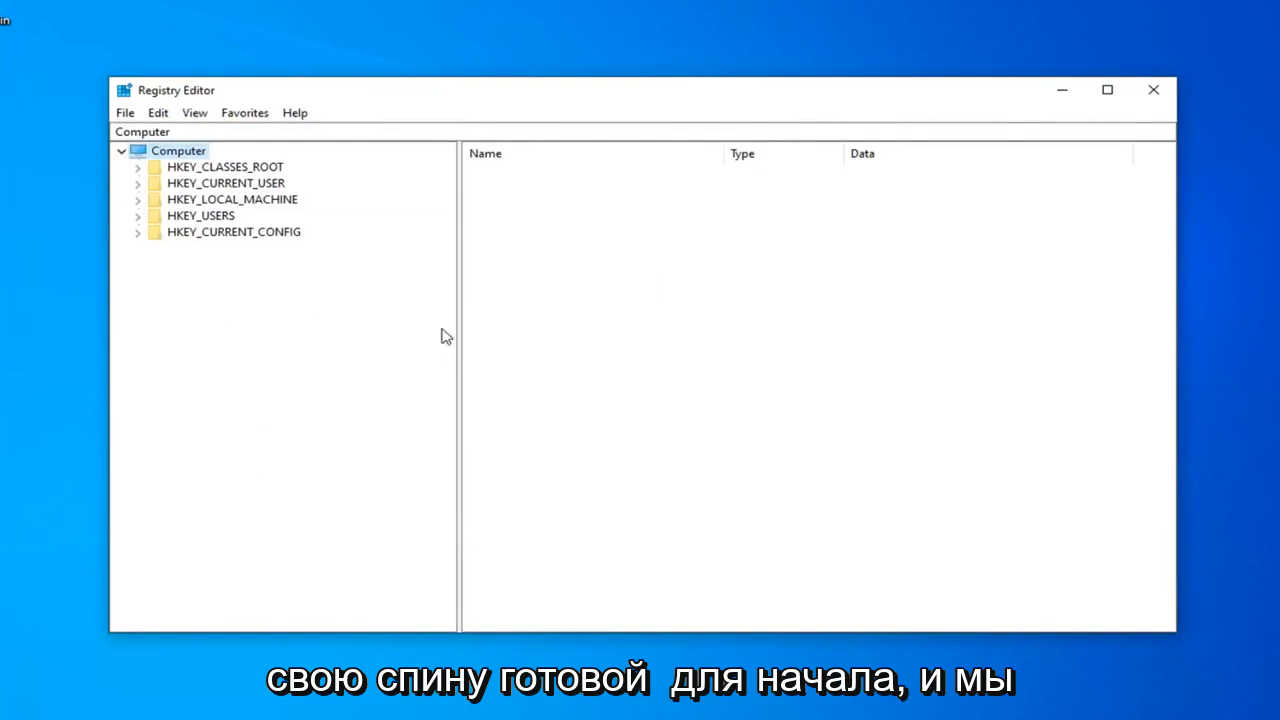 in
Registry Editor
File Edit View Favorites Help
Computer
Computer
HKEY_CLASSES_ROOT
HKEY_CURRENT_USER
HKEY_LOCAL_MACHINE
HKEY_USERS
HKEY_CURRENT_CONFIG
Name Type Data
свою спину готовой для начала, и мы